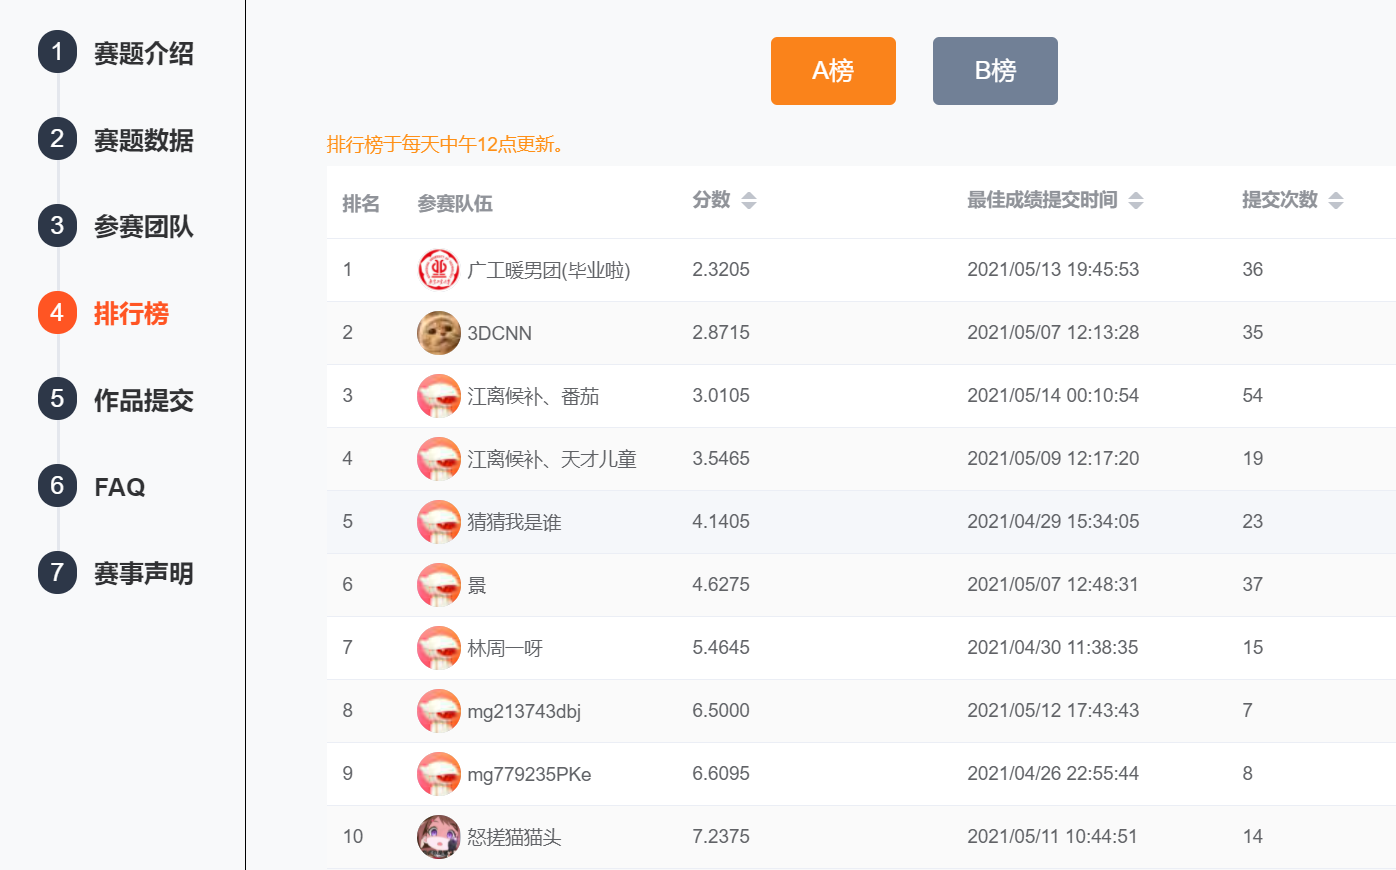 1 赛题介绍
2 赛题数据
3 参赛团队
4 排行榜
5 作品提交
6 FAQ
7 赛事声明
A榜 B榜
排行榜于每天中午12点更新。
排名 参赛队伍 分数 最佳成绩提交时间 提交次数
1 广工暖男团(毕业啦) 2.3205 2021/05/13 19:45:53 36
2 3DCNN 2.8715 2021/05/07 12:13:28 35
3 江离候补、番茄 3.0105 2021/05/14 00:10:54 54
4 江离候补、天才儿童 3.5465 2021/05/09 12:17:20 19
5 猜猜我是谁 4.1405 2021/04/29 15:34:05 23
6 景 4.6275 2021/05/07 12:48:31 37
7 林周一呀 5.4645 2021/04/30 11:38:35 15
8 mg213743dbj 6.5000 2021/05/12 17:43:43 7
9 mg779235PKe 6.6095 2021/04/26 22:55:44 8
10 怒搓猫猫头 7.2375 2021/05/11 10:44:51 14